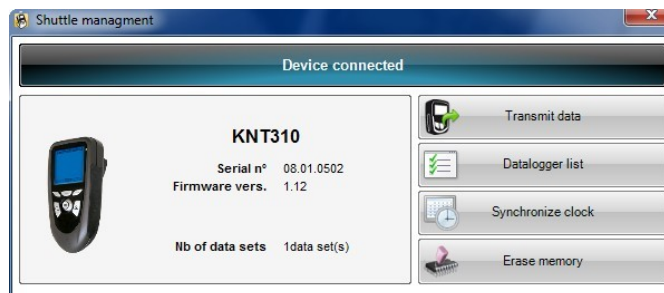 Shuttle managment
Device connected
KNT310
Serial n° 08.01.0502
Firmware vers. 1.12
Nb of data sets 1data set(s)
Transmit data
Datalogger list
Synchronize clock
Erase memory